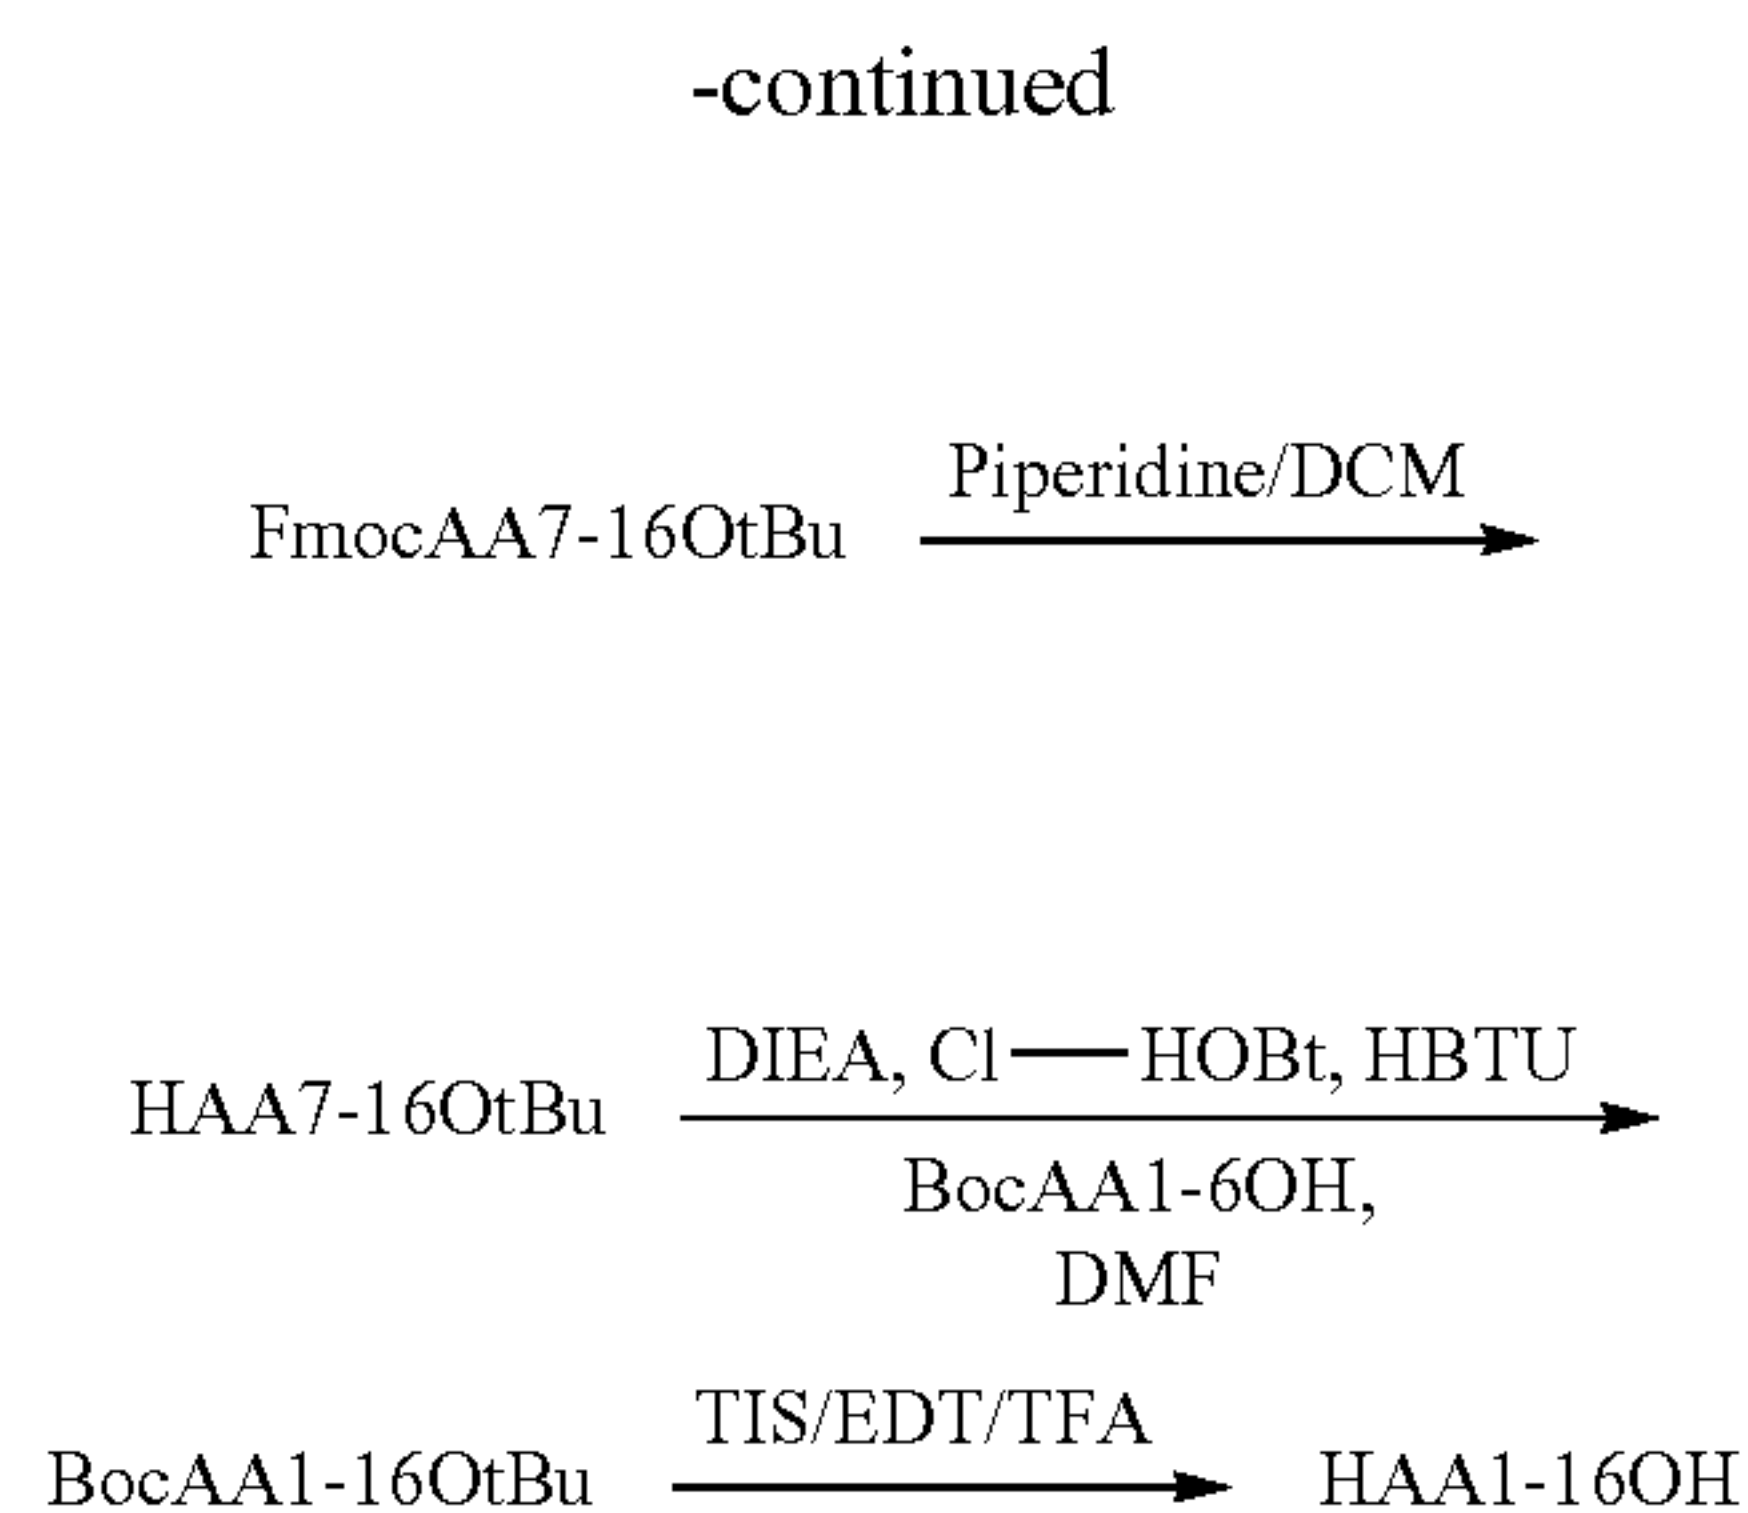 -continued
Piperidine/DCM
FmocAA7-16OtBu
DIEA, Cl—HOBt, HBTU
HAA7-16OtBu
BocAA1-6OH,
DMF
TIS/EDT/TFA
BocAA1-16OtBu HAA1-16OH